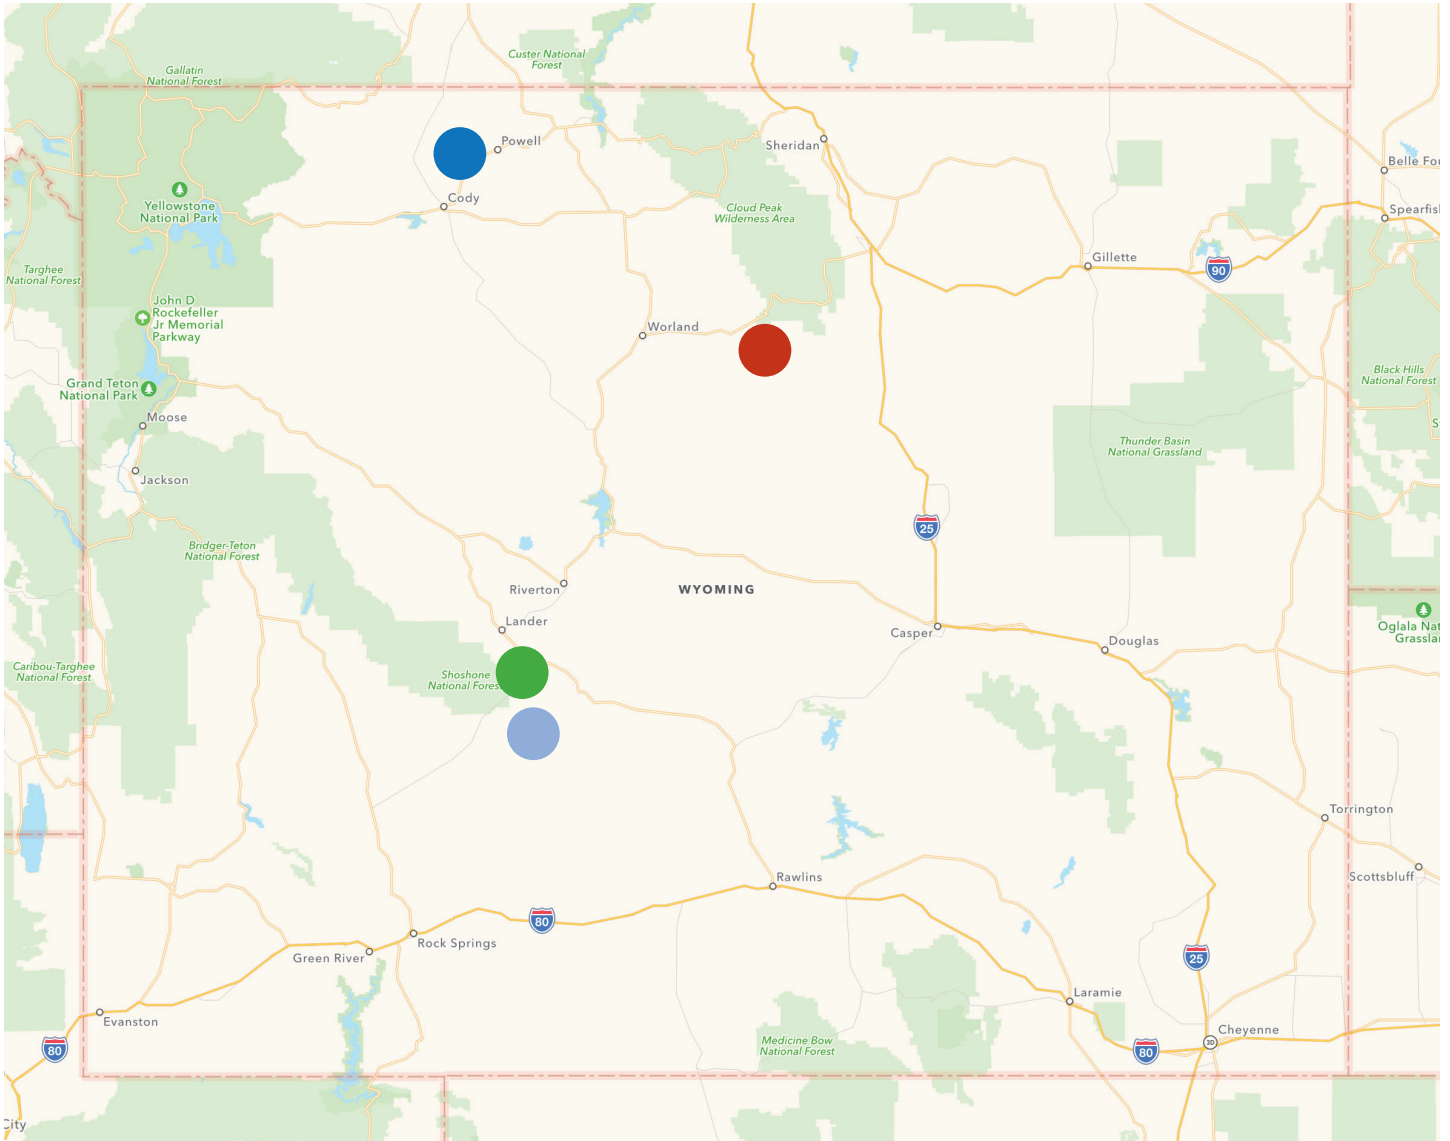 Gallatin
National Forest
Custer National
Forest
Powell
Sheridan
Belle Fou
Yellowstone
National Park
Cody
Cloud Peak
Wilderness Area
Spearfish
Targhee
National Forest
Gillette
90
John D
Rockefeller
Jr Memorial
Parkway
Worland
Grand Teton
National Park
Black Hills
National Forest
Moose
S
Thunder Basin
National Grassland
Jackson
25
Bridger-Teton
National Forest
Riverton
WYOMING
Lander
Casper
Douglas
Oglala Nat
Grasslan
Caribou-Targhee
National Forest
Shoshone
National Fores
Torrington
Rawlins
Scottsbluff
80
Rock Springs
Green River
25
Laramie
Evanston
Cheyenne
3D
80
80
Medicine Bow
National Forest
City